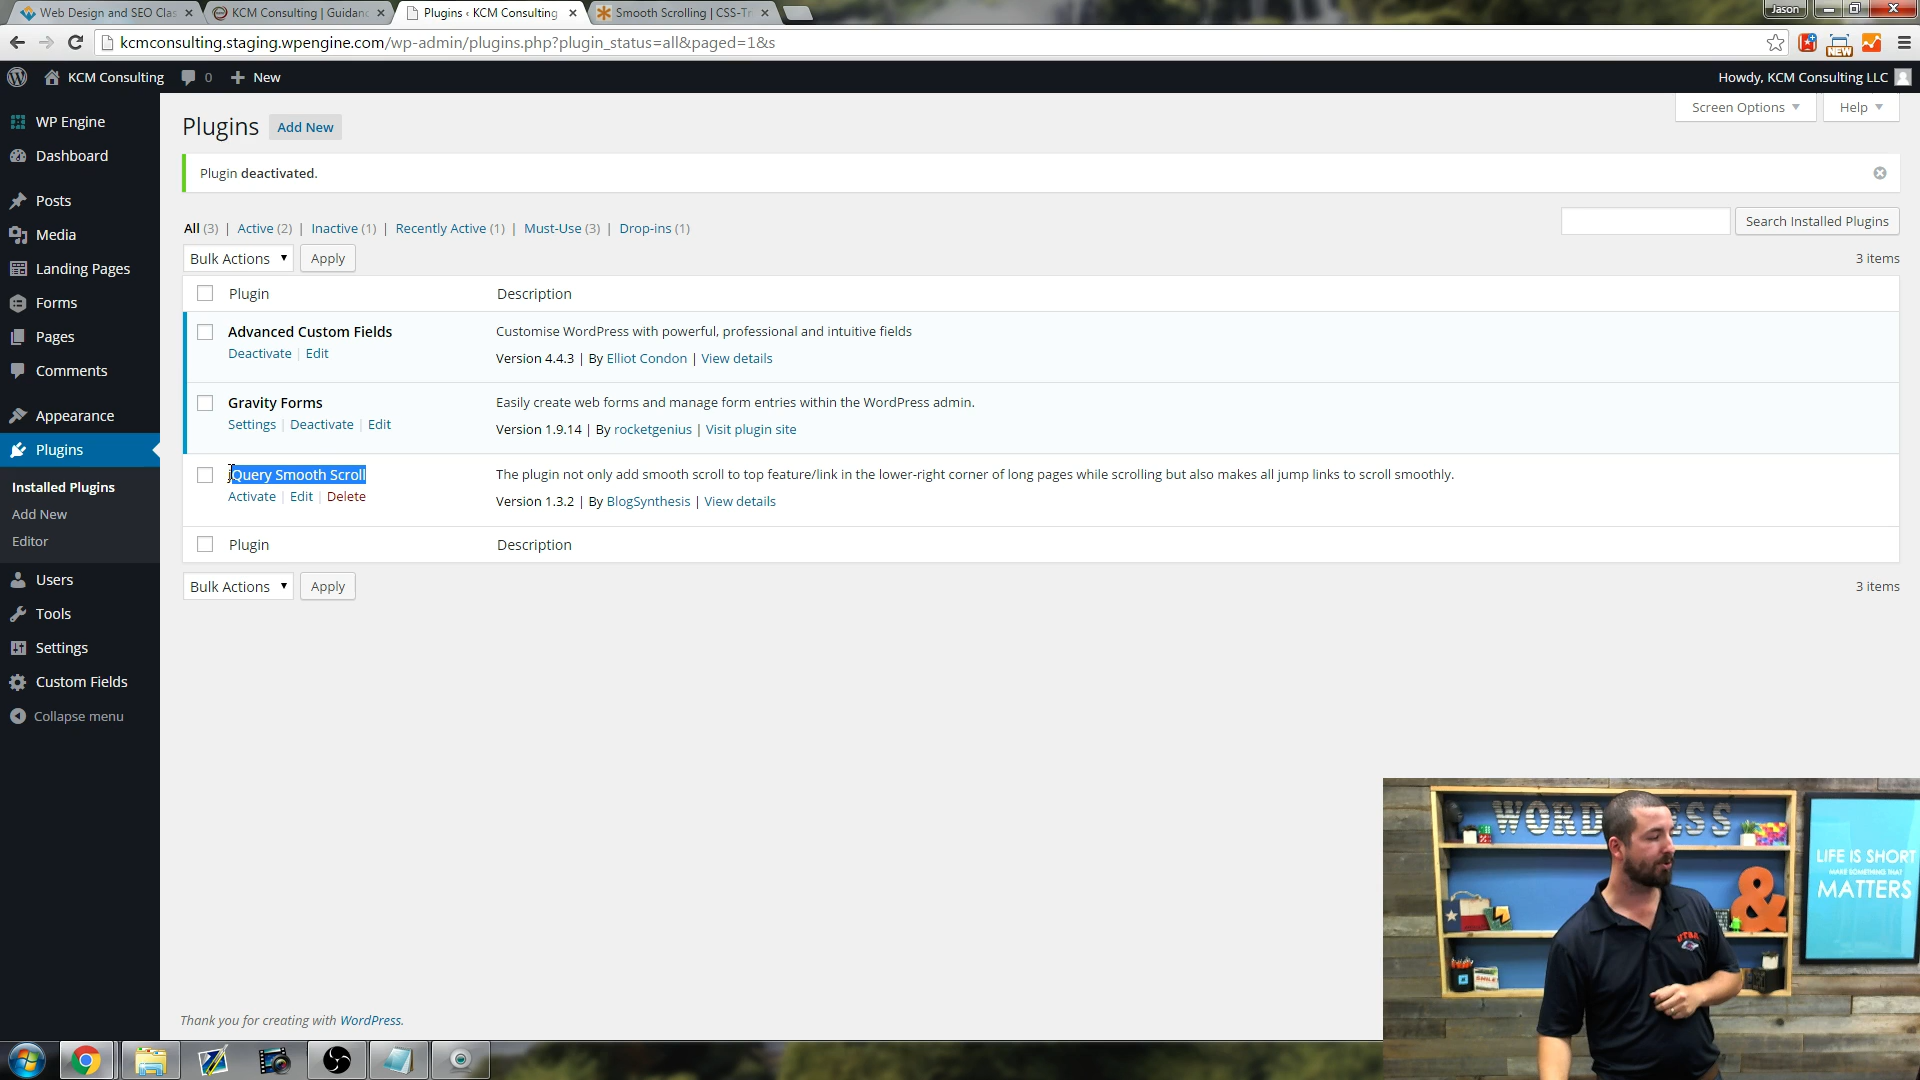 Web Design and SEO Clas
KCM Consulting | Guidan
Plugins ‹ KCM Consulting
Smooth Scrolling | CSS-Tr
Jason
kcmconsulting.staging.wpengine.com/wp-admin/plugins.php?plugin_status=all&paged=1&s
NEW
KCM Consulting
0
New
Howdy, KCM Consulting LLC
WP Engine
Dashboard
Posts
Media
Landing Pages
Forms
Pages
Comments
Appearance
Plugins
Installed Plugins
Add New
Editor
Users
Tools
Settings
Custom Fields
Collapse menu
Screen Options
Help
Plugins
Add New
Plugin deactivated.
All (3) | Active (2) | Inactive (1) | Recently Active (1) | Must-Use (3) | Drop-ins (1)
Search Installed Plugins
Bulk Actions
Apply
3 items
Plugin
Description
Advanced Custom Fields
Deactivate | Edit
Customise WordPress with powerful, professional and intuitive fields
Version 4.4.3 | By Elliot Condon | View details
Gravity Forms
Settings | Deactivate | Edit
Easily create web forms and manage form entries within the WordPress admin.
Version 1.9.14 | By rocketgenius | Visit plugin site
jQuery Smooth Scroll
Activate | Edit | Delete
The plugin not only add smooth scroll to top feature/link in the lower-right corner of long pages while scrolling but also makes all jump links to scroll smoothly.
Version 1.3.2 | By BlogSynthesis | View details
Plugin
Description
Bulk Actions
Apply
3 items
Thank you for creating with WordPress.
&
LIFE IS SHORT
MAKE SOMETHING THAT
MATTERS
UTSA